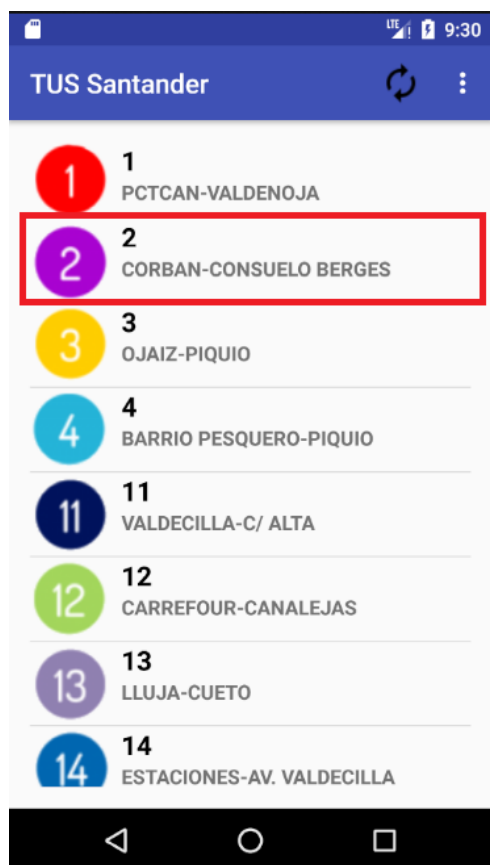 LTE 9:30
TUS Santander
1
1
PCTCAN-VALDENOJA
2
2
CORBAN-CONSUELO BERGES
3
3
OJAIZ-PIQUIO
4
4
BARRIO PESQUERO-PIQUIO
11
11
VALDECILLA-C/ ALTA
12
12
CARREFOUR-CANALEJAS
13
13
LLUJA-CUETO
14
14
ESTACIONES-AV. VALDECILLA